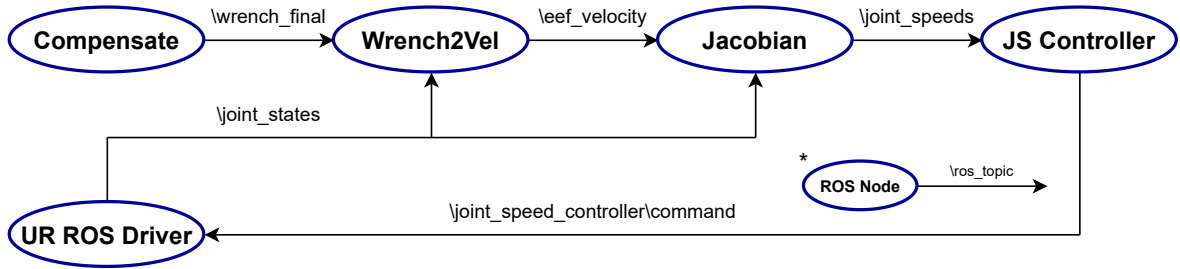 \wrench_final
\eef_velocity
\joint_speeds
Compensate
Wrench2Vel
Jacobian
JS Controller
\joint_states
*
ROS Node
\ros_topic
\joint_speed_controller\command
UR ROS Driver